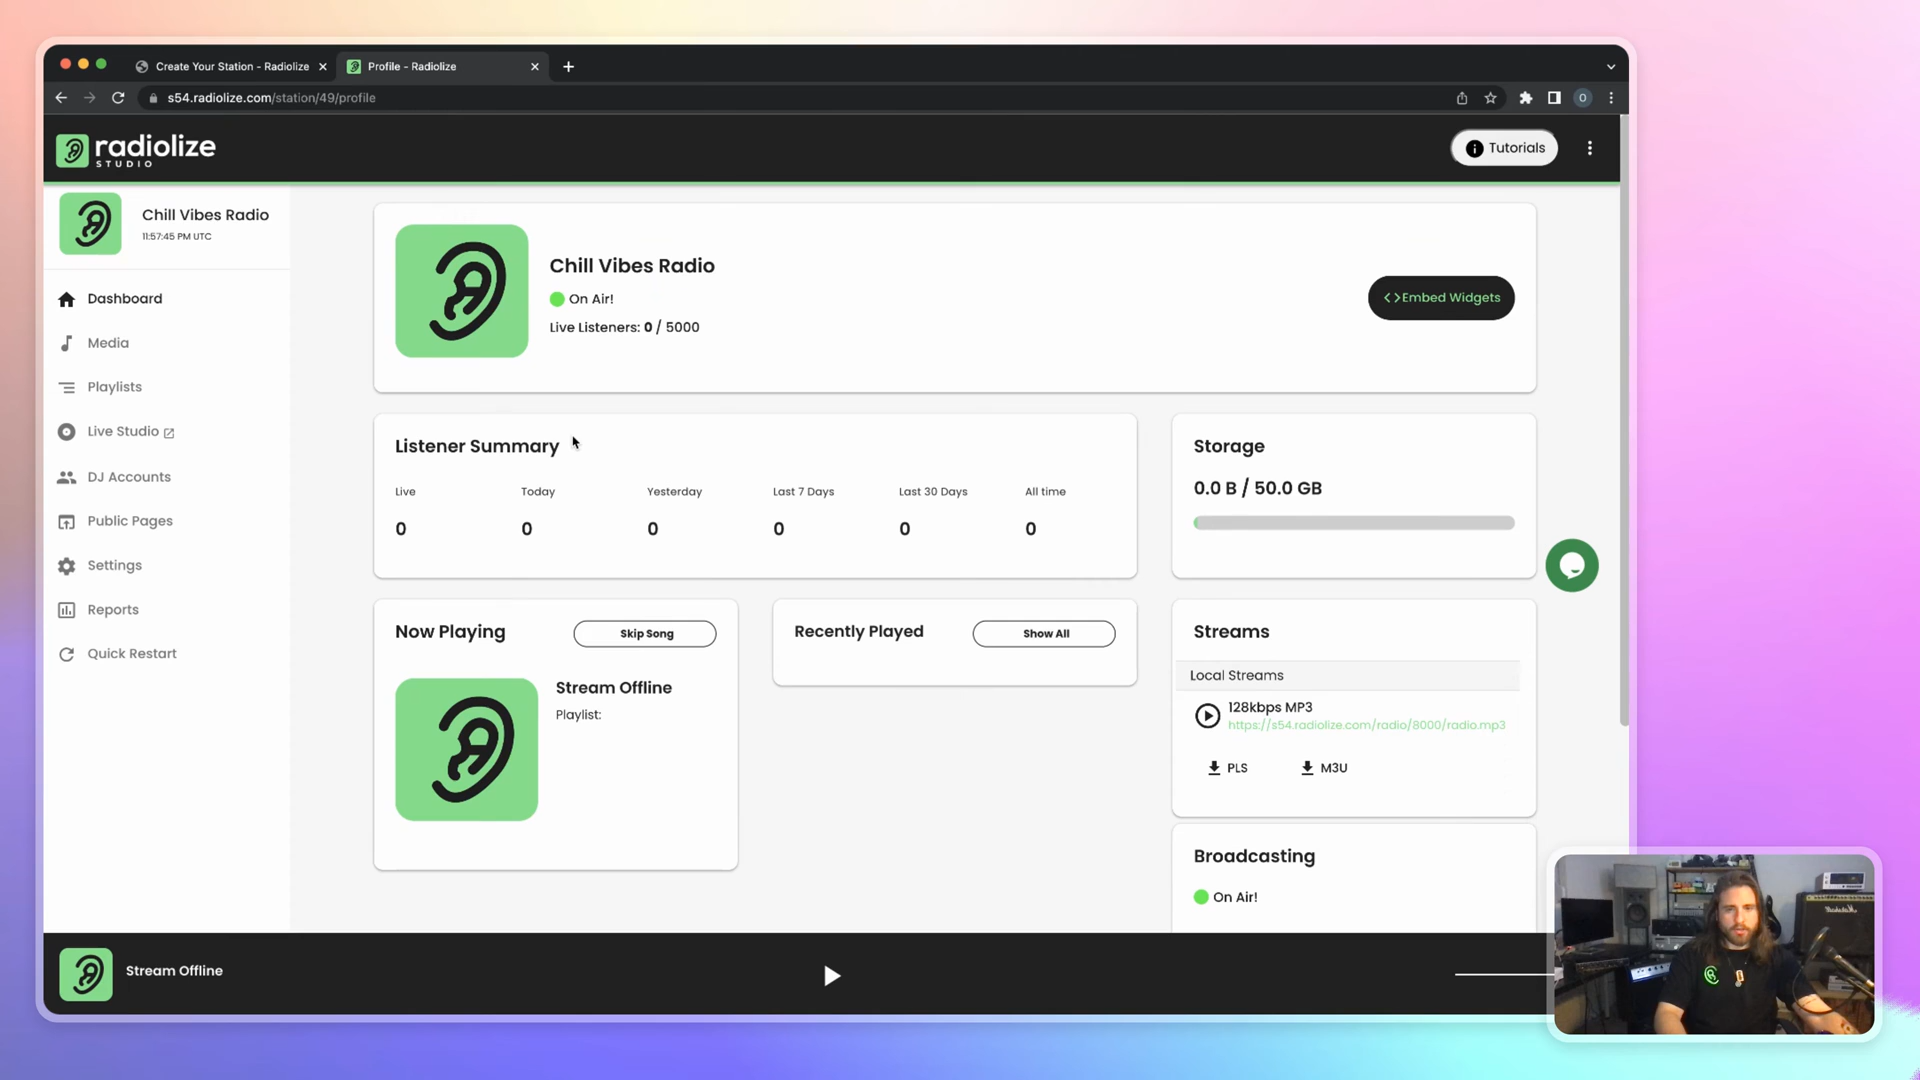 Create Your Station - Radiolize
Profile - Radiolize
s54.radiolize.com/station/49/profile
O
radiolize
STUDIO
Tutorials
Chill Vibes Radio
11:57:45 PM UTC
Dashboard
Media
Playlists
Live Studio
DJ Accounts
Public Pages
Settings
Reports
Quick Restart
Chill Vibes Radio
On Air!
Live Listeners: 0 / 5000
<>Embed Widgets
Listener Summary
Live Today Yesterday Last 7 Days Last 30 Days All time
0 0 0 0 0 0
Storage
0.0 B / 50.0 GB
Now Playing
Skip Song
Stream Offline
Playlist:
Recently Played
Show All
Streams
Local Streams
128kbps MP3
https://s54.radiolize.com/radio/8000/radio.mp3
PLS M3U
Broadcasting
On Air!
Stream Offline